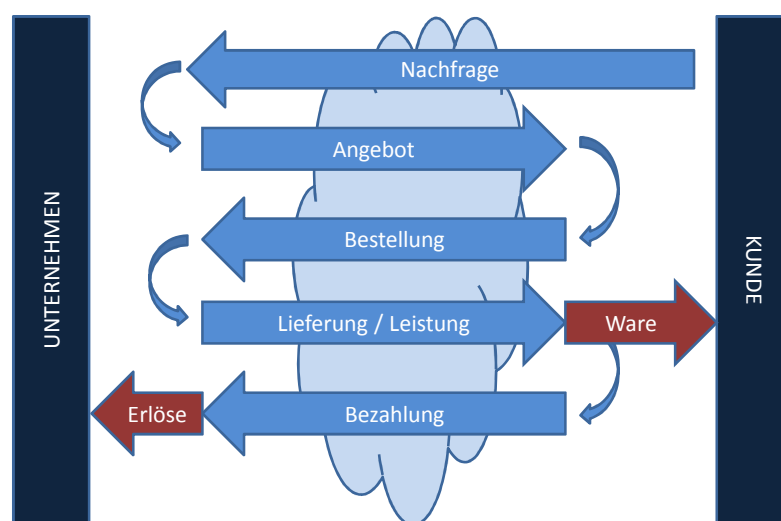 Nachfrage
Angebot
Bestellung
Lieferung / Leistung
Ware
Erlöse
Bezahlung
UNTERNEHMEN
KUNDE